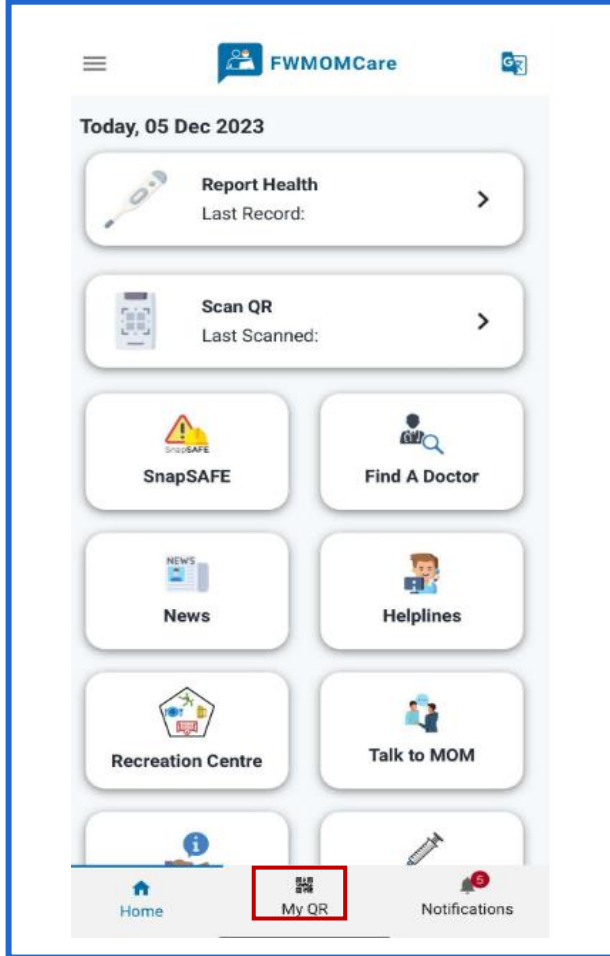 FWMOMCare
Today, 05 Dec 2023
Report Health
Last Record:
Scan QR
Last Scanned:
SnapSAFE
SnapSAFE
Find A Doctor
NEWS
News
Helplines
Recreation Centre
Talk to MOM
5
Home
My QR
Notifications